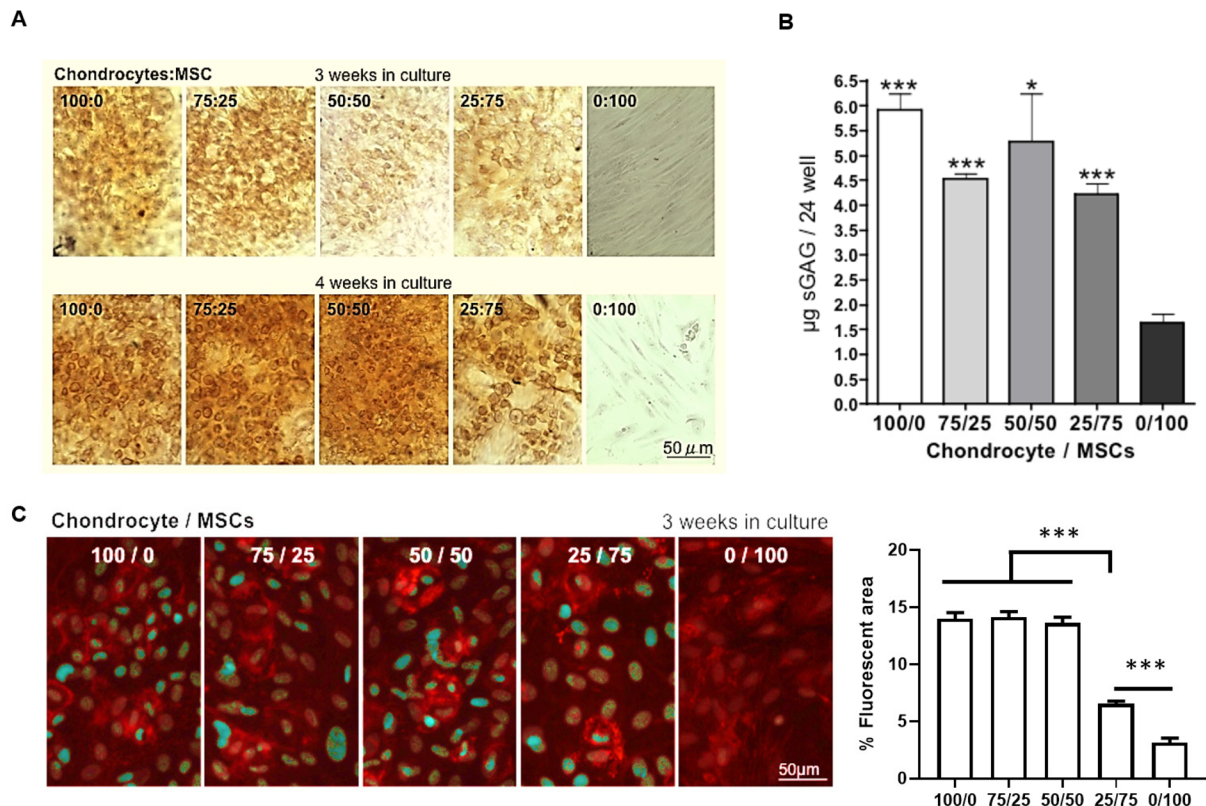 A
Chondrocytes:MSC 3 weeks in culture
100:0 75:25 50:50 25:75 0:100
4 weeks in culture
100:0 75:25 50:50 25:75 0:100
50 μm
B
µg sGAG / 24 well
6.5
6.0
5.5
5.0
4.5
4.0
3.5
3.0
2.5
2.0
1.5
1.0
0.5
0.0
*** *** * ***
100/0 75/25 50/50 25/75 0/100
Chondrocyte / MSCs
C
Chondrocyte / MSCs 3 weeks in culture
100 / 0 75 / 25 50 / 50 25 / 75 0 / 100
50µm
% Fluorescent area
20
15
10
5
0
***
***
100/0 75/25 50/50 25/75 0/100